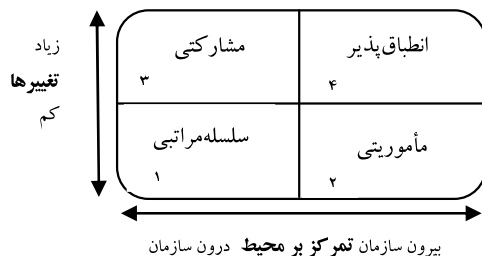 زیاد
تغییرها
کم
انطباق‌پذیر
۴
مشارکتی
۳
مأموریتی
۲
سلسله‌مراتبی
۱
بیرون سازمان تمرکز بر محیط درون سازمان